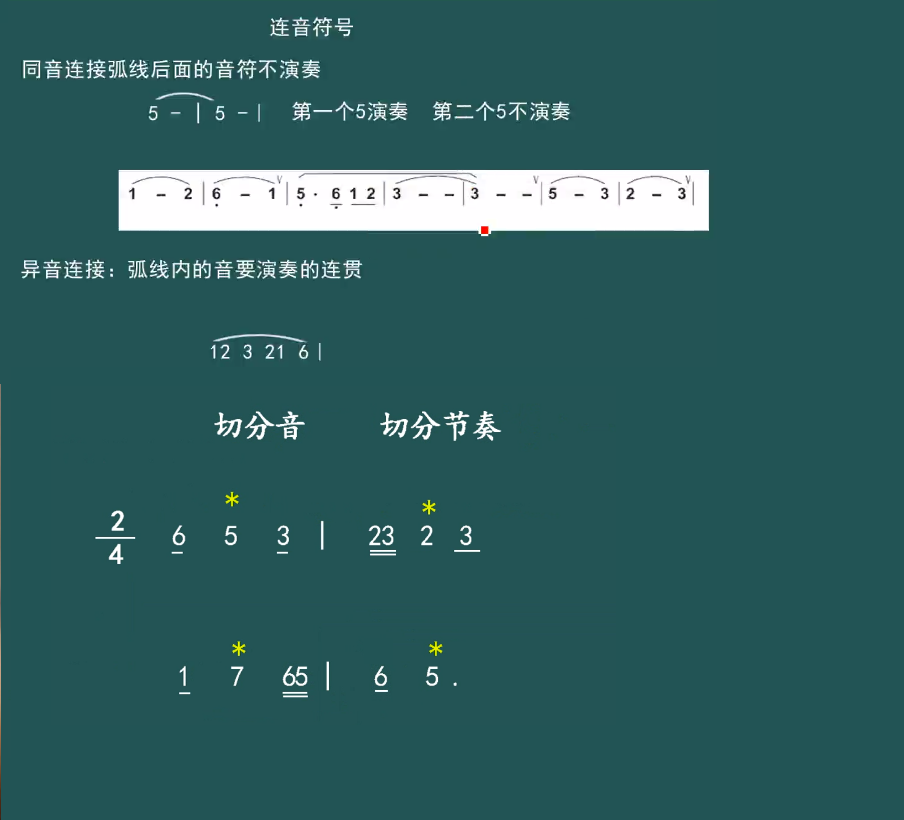 连音符号
同音连接弧线后面的音符不演奏
5 - | 5 - | 第一个5演奏 第二个5不演奏
1 - 2 | 6 - 1 V | 5 · 6 1 2 | 3 - - | 3 - - V | 5 - 3 | 2 - 3 V |
异音连接：弧线内的音要演奏的连贯
12 3 21 6 |
切分音 切分节奏
* *
2/4 6 5 3 | 23 2 3
* *
1 7 65 | 6 5 .